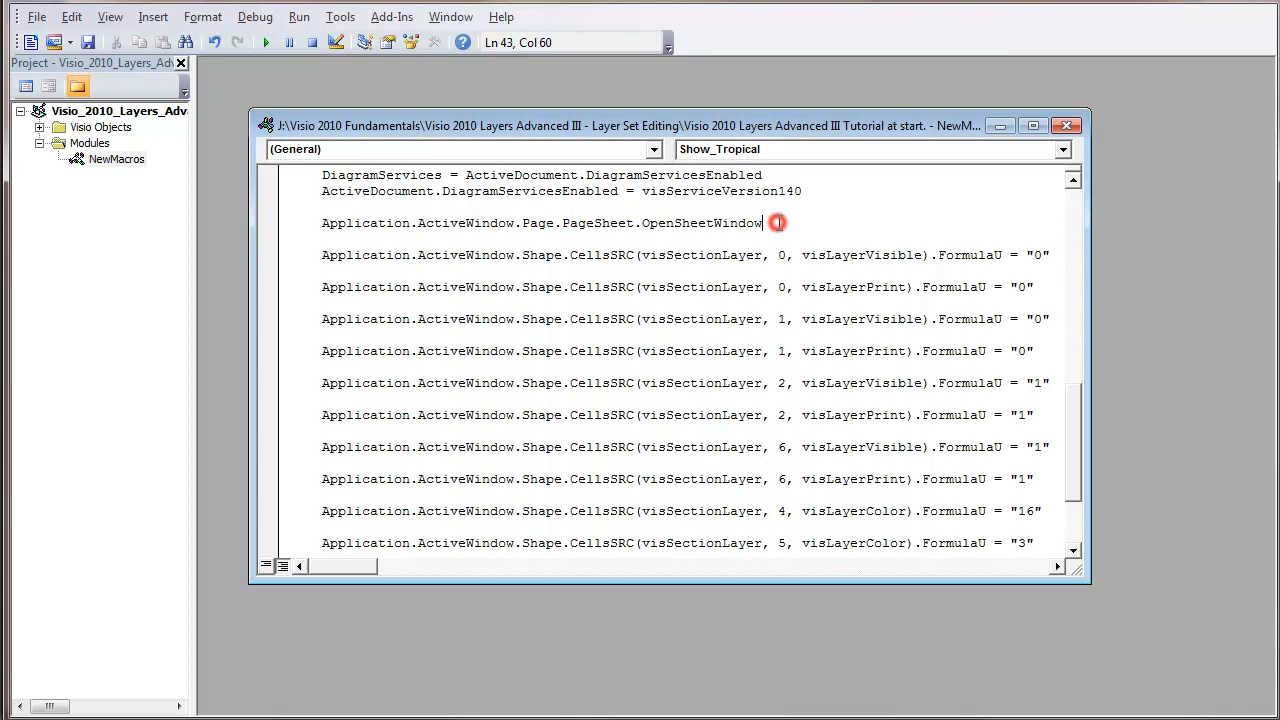 File Edit View Insert Format Debug Run Tools Add-Ins Window Help
Ln 43, Col 60
Project - Visio_2010_Layers_Adv
Visio_2010_Layers_Adv
Visio Objects
Modules
NewMacros
J:\Visio 2010 Fundamentals\Visio 2010 Layers Advanced III - Layer Set Editing\Visio 2010 Layers Advanced III Tutorial at start. - NewM...
(General) Show_Tropical
DiagramServices = ActiveDocument.DiagramServicesEnabled
ActiveDocument.DiagramServicesEnabled = visServiceVersion140
Application.ActiveWindow.Page.PageSheet.OpenSheetWindow
Application.ActiveWindow.Shape.CellsSRC(visSectionLayer, 0, visLayerVisible).FormulaU = "0"
Application.ActiveWindow.Shape.CellsSRC(visSectionLayer, 0, visLayerPrint).FormulaU = "0"
Application.ActiveWindow.Shape.CellsSRC(visSectionLayer, 1, visLayerVisible).FormulaU = "0"
Application.ActiveWindow.Shape.CellsSRC(visSectionLayer, 1, visLayerPrint).FormulaU = "0"
Application.ActiveWindow.Shape.CellsSRC(visSectionLayer, 2, visLayerVisible).FormulaU = "1"
Application.ActiveWindow.Shape.CellsSRC(visSectionLayer, 2, visLayerPrint).FormulaU = "1"
Application.ActiveWindow.Shape.CellsSRC(visSectionLayer, 6, visLayerVisible).FormulaU = "1"
Application.ActiveWindow.Shape.CellsSRC(visSectionLayer, 6, visLayerPrint).FormulaU = "1"
Application.ActiveWindow.Shape.CellsSRC(visSectionLayer, 4, visLayerColor).FormulaU = "16"
Application.ActiveWindow.Shape.CellsSRC(visSectionLayer, 5, visLayerColor).FormulaU = "3"